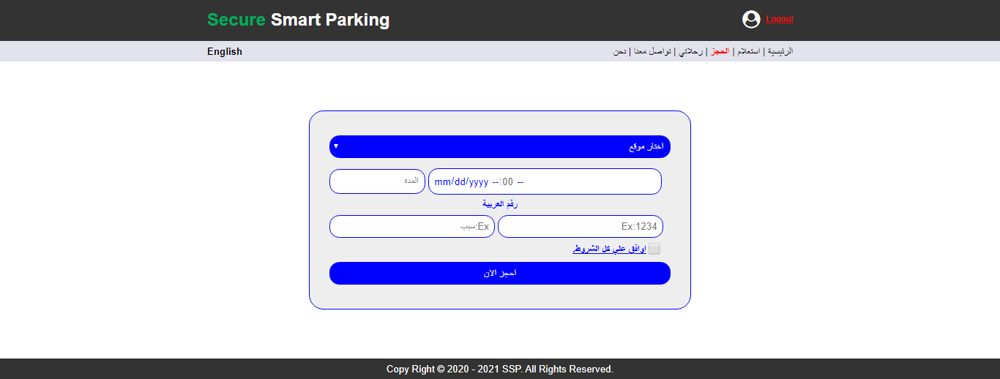 Secure Smart Parking
Logout
English
الرئيسية | استعلام | الحجز | رحلاتي | تواصل معنا | نحن
اختار موقع
mm/dd/yyyy --:00 --
المدة
رقم العربية
Ex:1234
Ex:سبب
اوافق علي كل الشروط.
احجز الان
Copy Right © 2020 - 2021 SSP. All Rights Reserved.